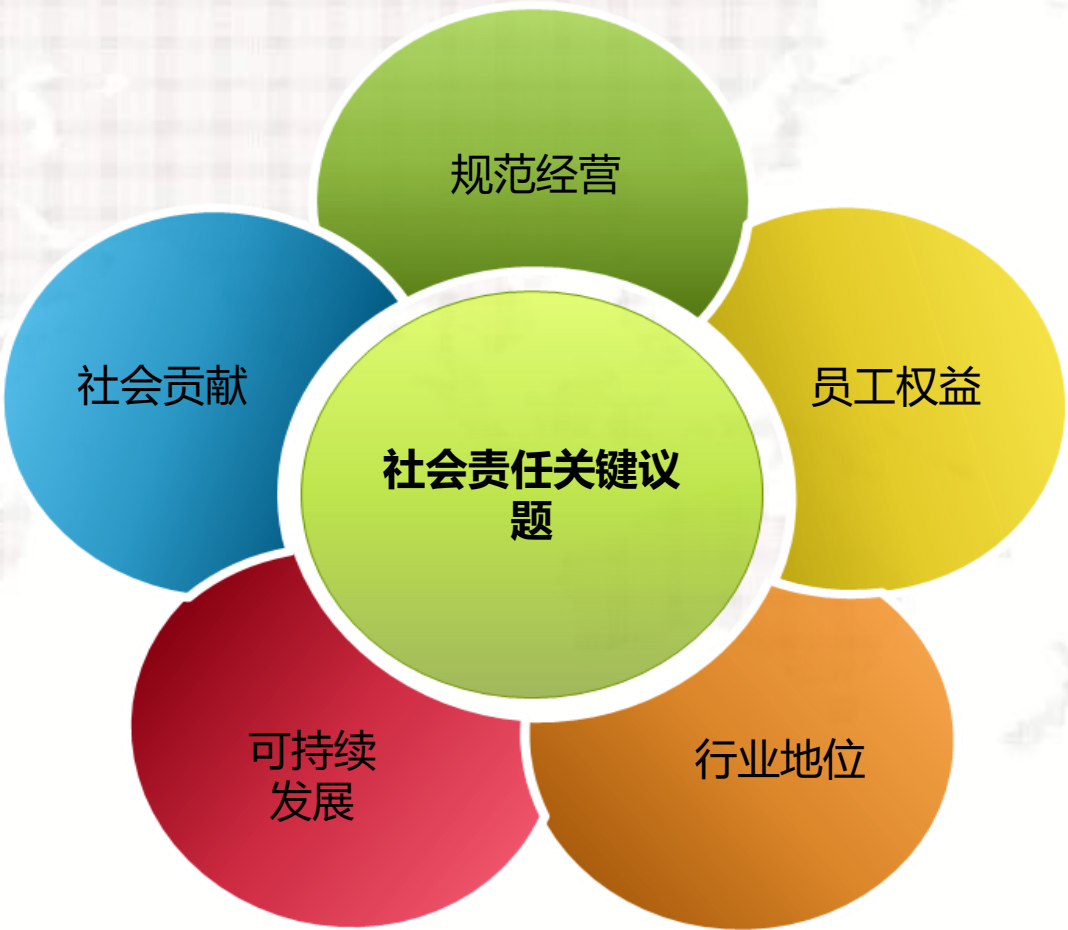 规范经营
社会贡献
员工权益
社会责任关键议
题
可持续
发展
行业地位